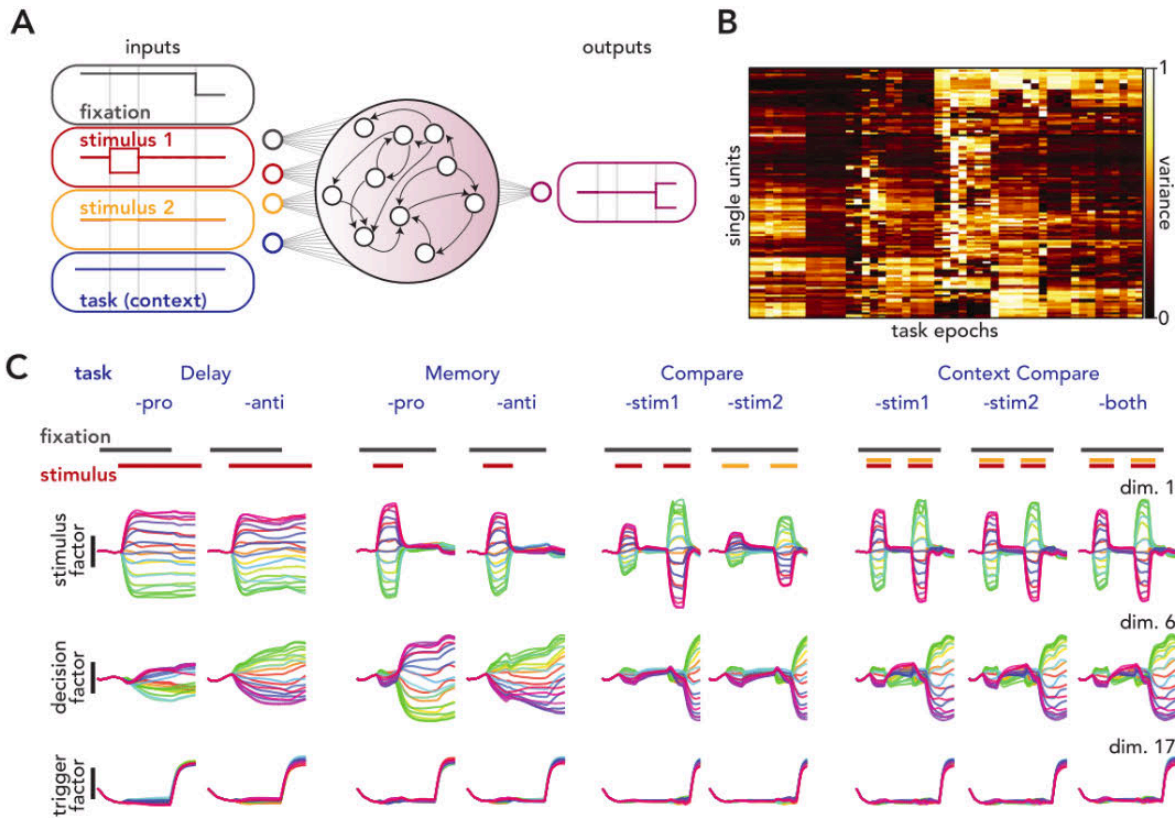 A
B
inputs
outputs
fixation
stimulus 1
stimulus 2
task (context)
single units
task epochs
1
variance
0
C
task Delay Memory Compare Context Compare
-pro -anti -pro -anti -stim1 -stim2 -stim1 -stim2 -both
fixation
stimulus
dim. 1
stimulus
factor
dim. 6
decision
factor
dim. 17
trigger
factor